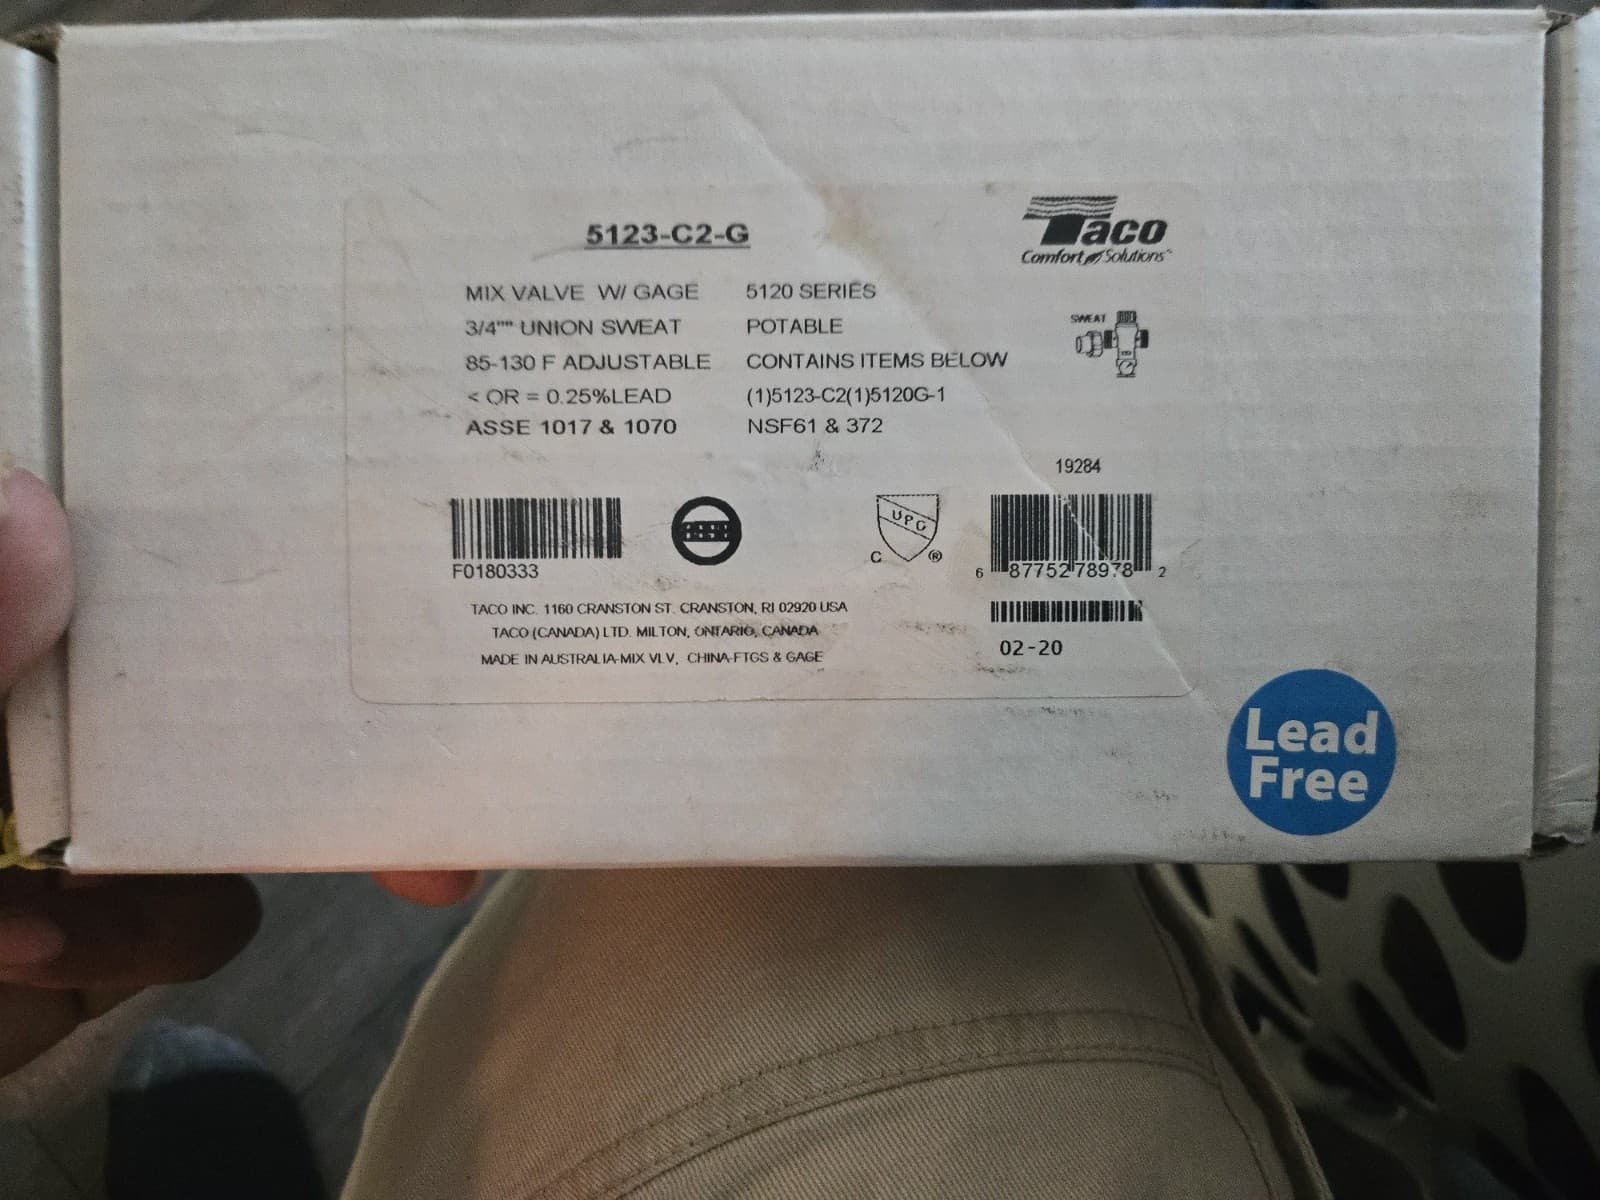 5123-C2-G
Taco
Comfort Solutions™
MIX VALVE W/ GAGE 5120 SERIES
3/4"" UNION SWEAT POTABLE
SWEAT
85-130 F ADJUSTABLE CONTAINS ITEMS BELOW
< OR = 0.25%LEAD (1)5123-C2(1)5120G-1
ASSE 1017 & 1070 NSF61 & 372
19284
UPC
C ®
F0180333
6 87752 78978 2
TACO INC. 1160 CRANSTON ST. CRANSTON, RI 02920 USA
TACO (CANADA) LTD. MILTON, ONTARIO, CANADA
02-20
MADE IN AUSTRALIA-MIX VLV, CHINA-FTGS & GAGE
Lead
Free